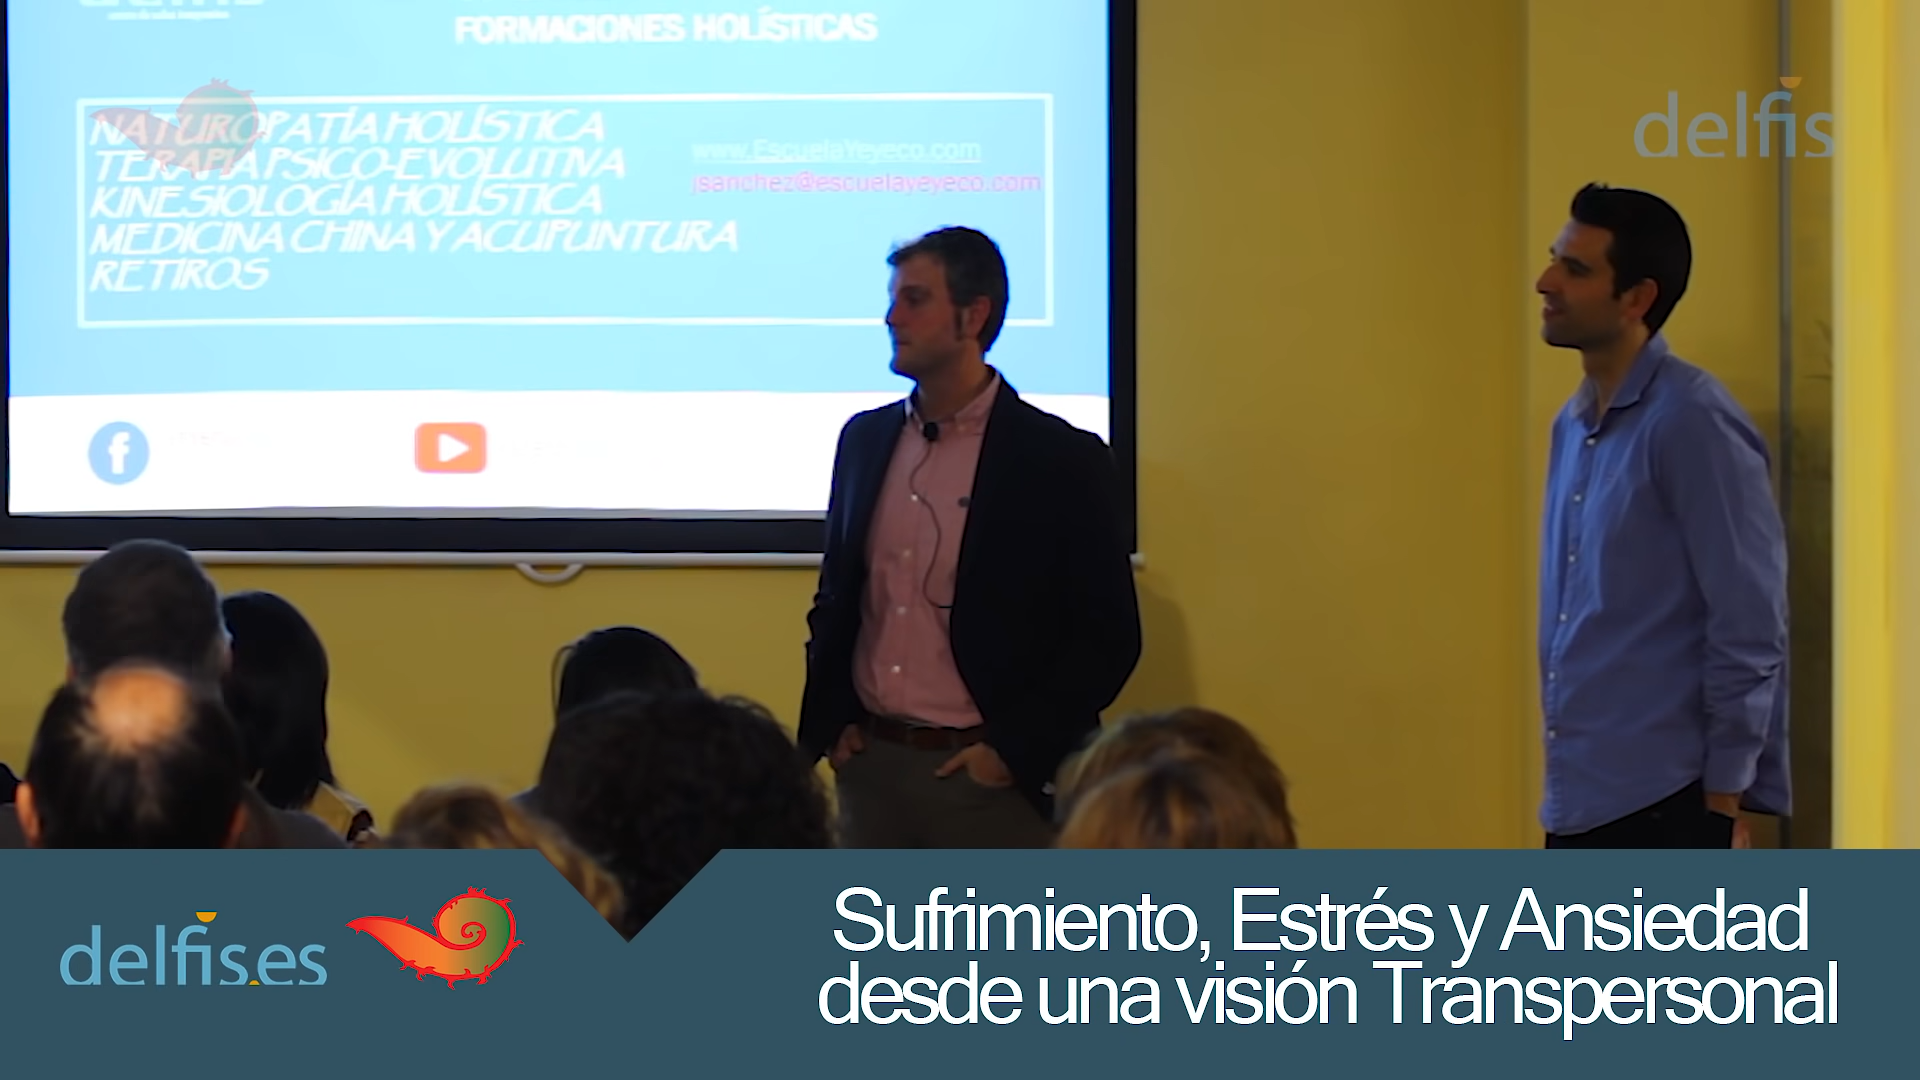 FORMACIONES HOLÍSTICAS
NATUROPATÍA HOLÍSTICA
TERAPIA PSICO-EVOLUTIVA
KINESIOLOGÍA HOLÍSTICA
MEDICINA CHINA Y ACUPUNTURA
RETIROS
www.EscuelaYeyeco.com
jsanchez@escuelayeyeco.com
f
delfis
delfis.es
Sufrimiento, Estrés y Ansiedad
desde una visión Transpersonal